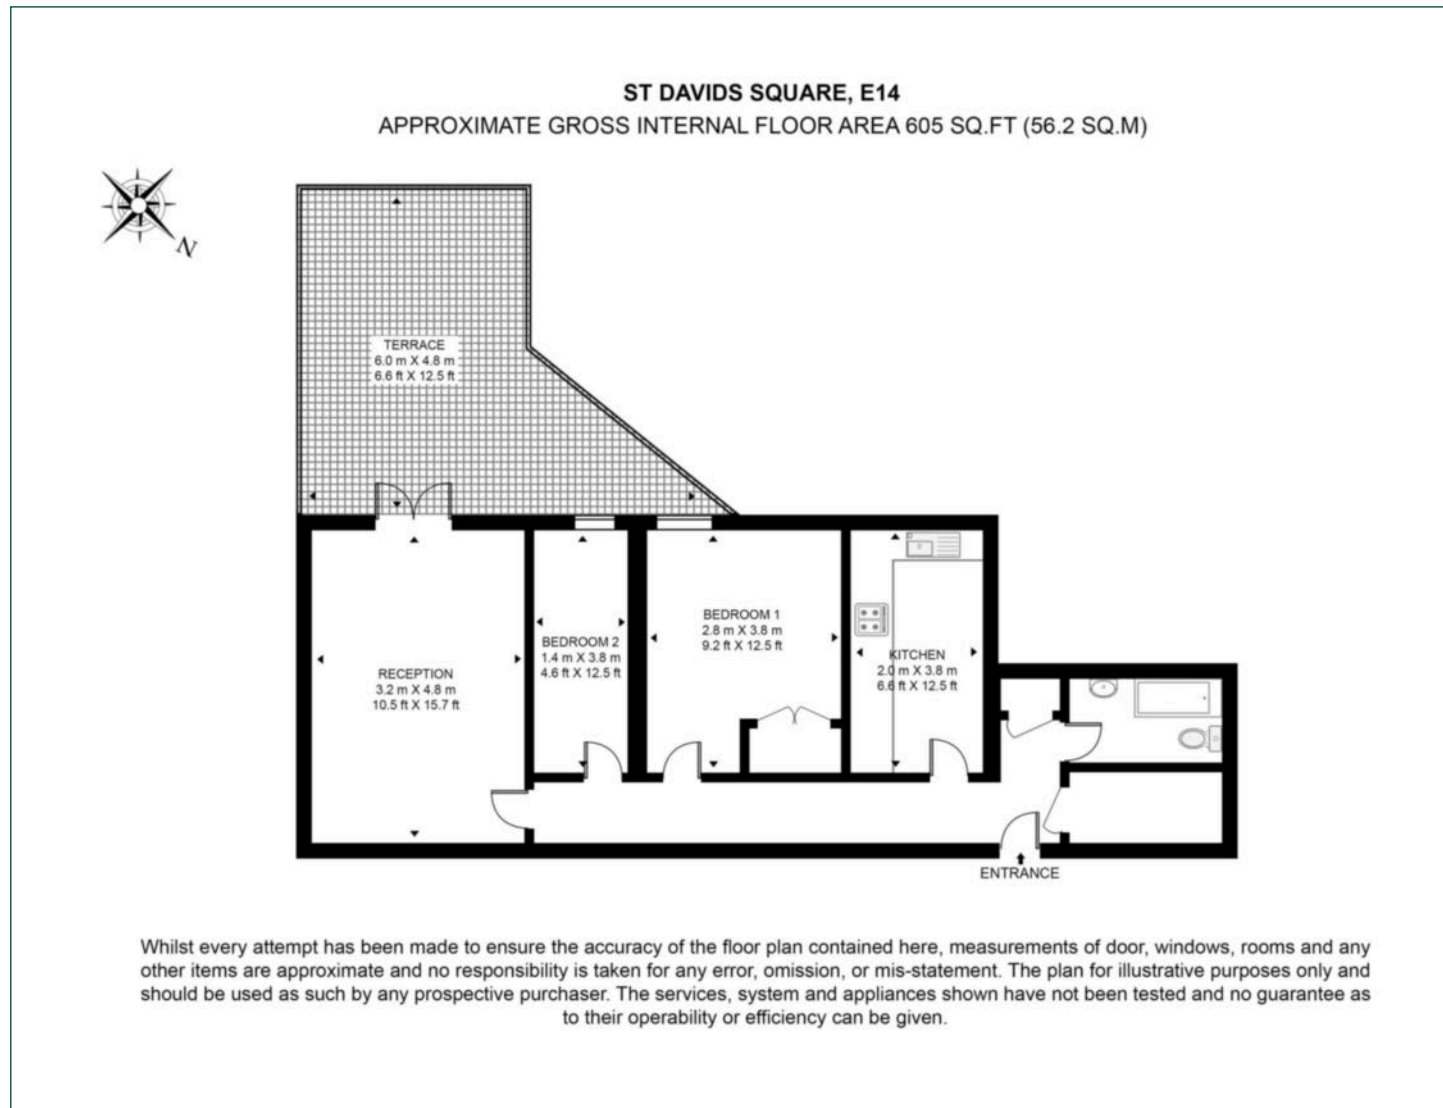 ST DAVIDS SQUARE, E14
APPROXIMATE GROSS INTERNAL FLOOR AREA 605 SQ.FT (56.2 SQ.M)
N
TERRACE
6.0 m X 4.8 m
6.6 ft X 12.5 ft
BEDROOM 1
2.8 m X 3.8 m
9.2 ft X 12.5 ft
BEDROOM 2
1.4 m X 3.8 m
4.6 ft X 12.5 ft
KITCHEN
2.0 m X 3.8 m
6.6 ft X 12.5 ft
RECEPTION
3.2 m X 4.8 m
10.5 ft X 15.7 ft
ENTRANCE
Whilst every attempt has been made to ensure the accuracy of the floor plan contained here, measurements of door, windows, rooms and any
other items are approximate and no responsibility is taken for any error, omission, or mis-statement. The plan for illustrative purposes only and
should be used as such by any prospective purchaser. The services, system and appliances shown have not been tested and no guarantee as
to their operability or efficiency can be given.